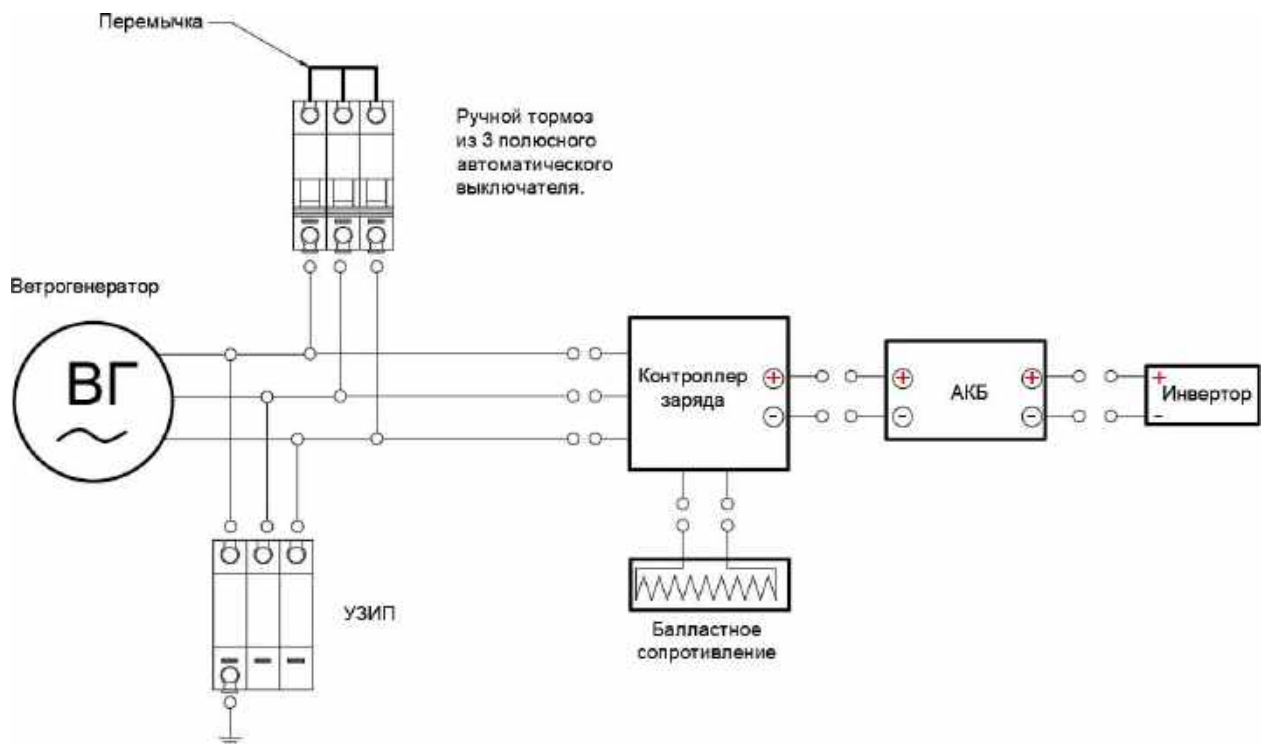 Перемычка
Ручной тормоз
из 3 полюсного
автоматического
выключателя.
Ветрогенератор
ВГ
Контроллер
заряда
+
-
+
-
АКБ
+
-
+
-
Инвертор
УЗИП
Балластное
сопротивление